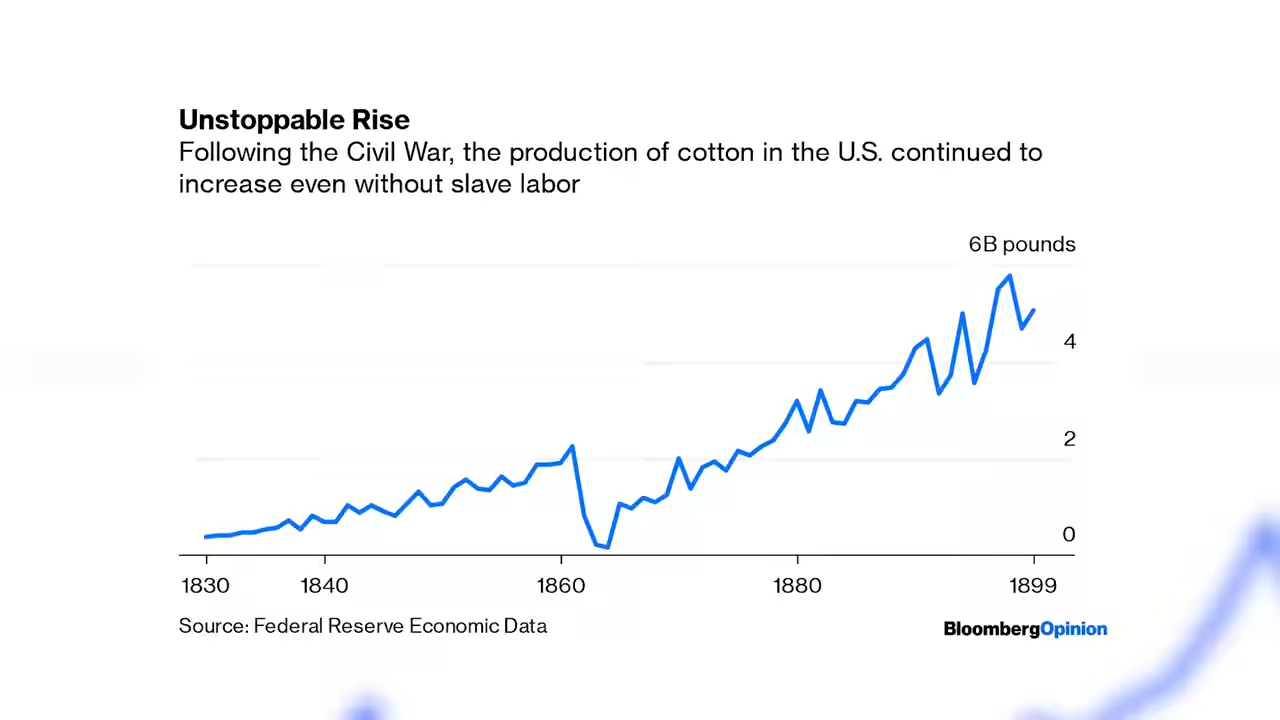 Unstoppable Rise
Following the Civil War, the production of cotton in the U.S. continued to
increase even without slave labor
6B pounds
4
2
0
1830 1840 1860 1880 1899
Source: Federal Reserve Economic Data
BloombergOpinion